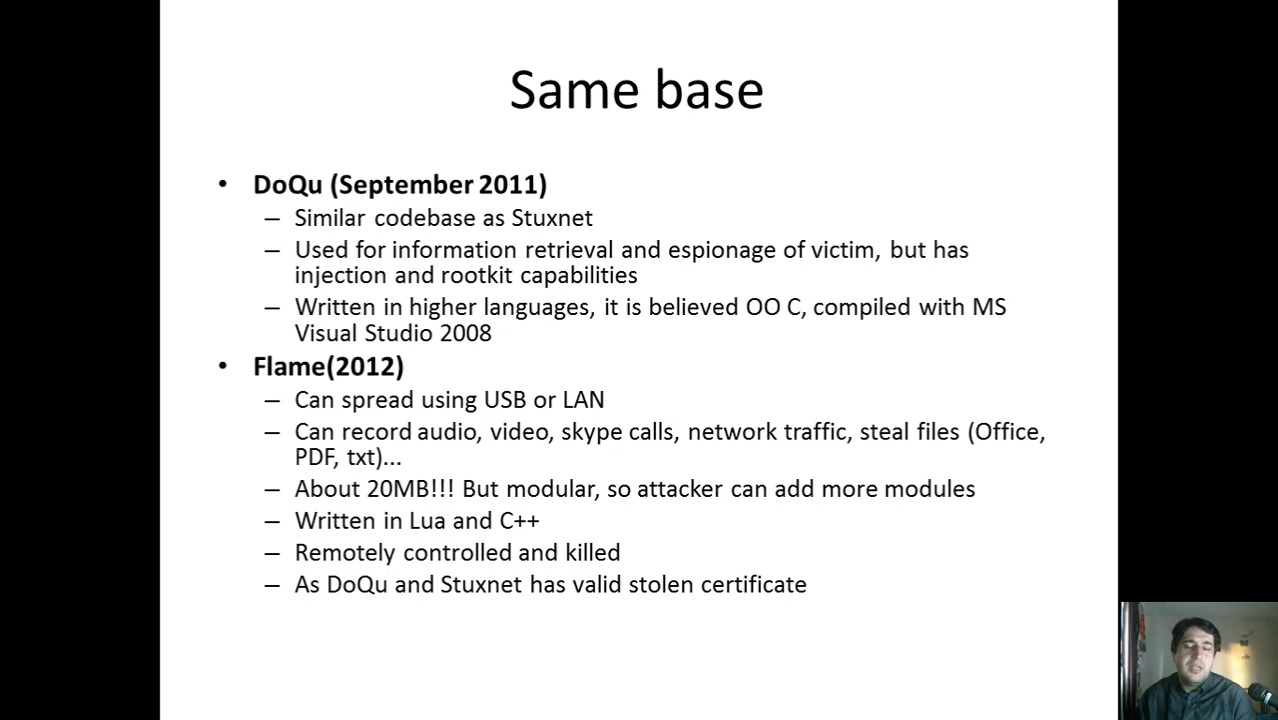 Same base
• DoQu (September 2011)
– Similar codebase as Stuxnet
– Used for information retrieval and espionage of victim, but has
injection and rootkit capabilities
– Written in higher languages, it is believed OO C, compiled with MS
Visual Studio 2008
• Flame(2012)
– Can spread using USB or LAN
– Can record audio, video, skype calls, network traffic, steal files (Office,
PDF, txt)...
– About 20MB!!! But modular, so attacker can add more modules
– Written in Lua and C++
– Remotely controlled and killed
– As DoQu and Stuxnet has valid stolen certificate